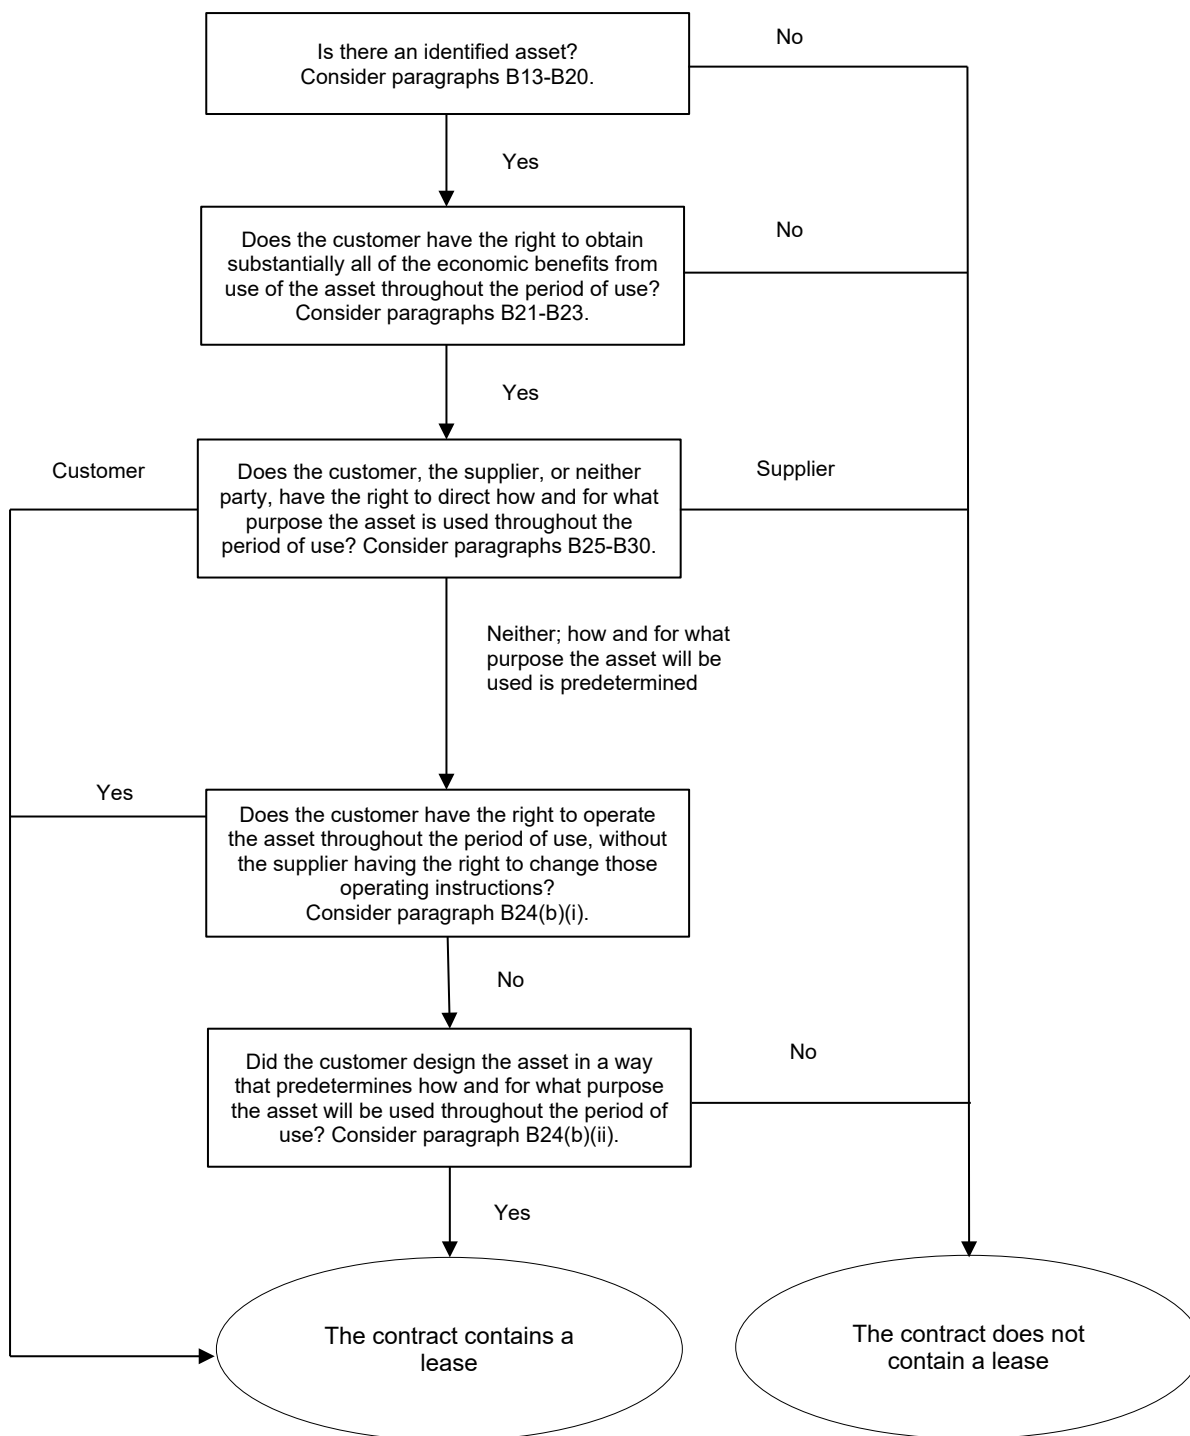 No
Is there an identified asset?
Consider paragraphs B13-B20.
Yes
No
Does the customer have the right to obtain
substantially all of the economic benefits from
use of the asset throughout the period of use?
Consider paragraphs B21-B23.
Yes
Customer
Supplier
Does the customer, the supplier, or neither
party, have the right to direct how and for what
purpose the asset is used throughout the
period of use? Consider paragraphs B25-B30.
Neither; how and for what
purpose the asset will be
used is predetermined
Yes
Does the customer have the right to operate
the asset throughout the period of use, without
the supplier having the right to change those
operating instructions?
Consider paragraph B24(b)(i).
No
No
Did the customer design the asset in a way
that predetermines how and for what purpose
the asset will be used throughout the period of
use? Consider paragraph B24(b)(ii).
Yes
The contract contains a
lease
The contract does not
contain a lease